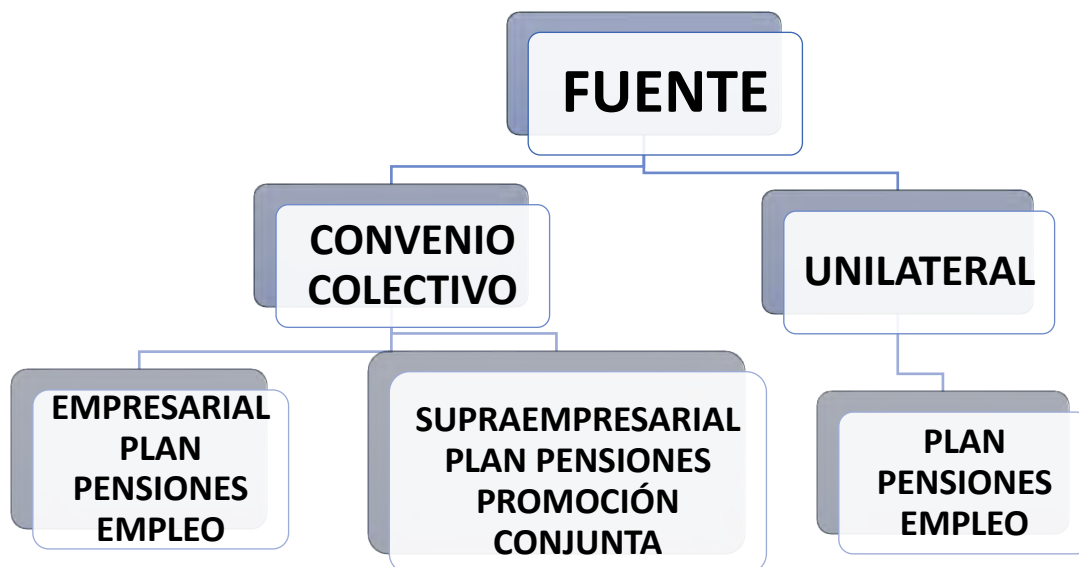 FUENTE
CONVENIO
COLECTIVO
UNILATERAL
EMPRESARIAL
PLAN
PENSIONES
EMPLEO
SUPRAEMPRESARIAL
PLAN PENSIONES
PROMOCIÓN
CONJUNTA
PLAN
PENSIONES
EMPLEO